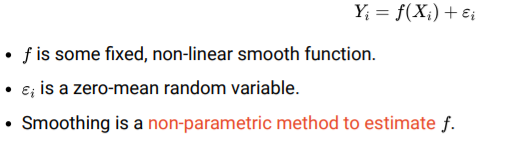 Yᵢ = f(Xᵢ) + εᵢ
• f is some fixed, non-linear smooth function.
• εᵢ is a zero-mean random variable.
• Smoothing is a non-parametric method to estimate f.